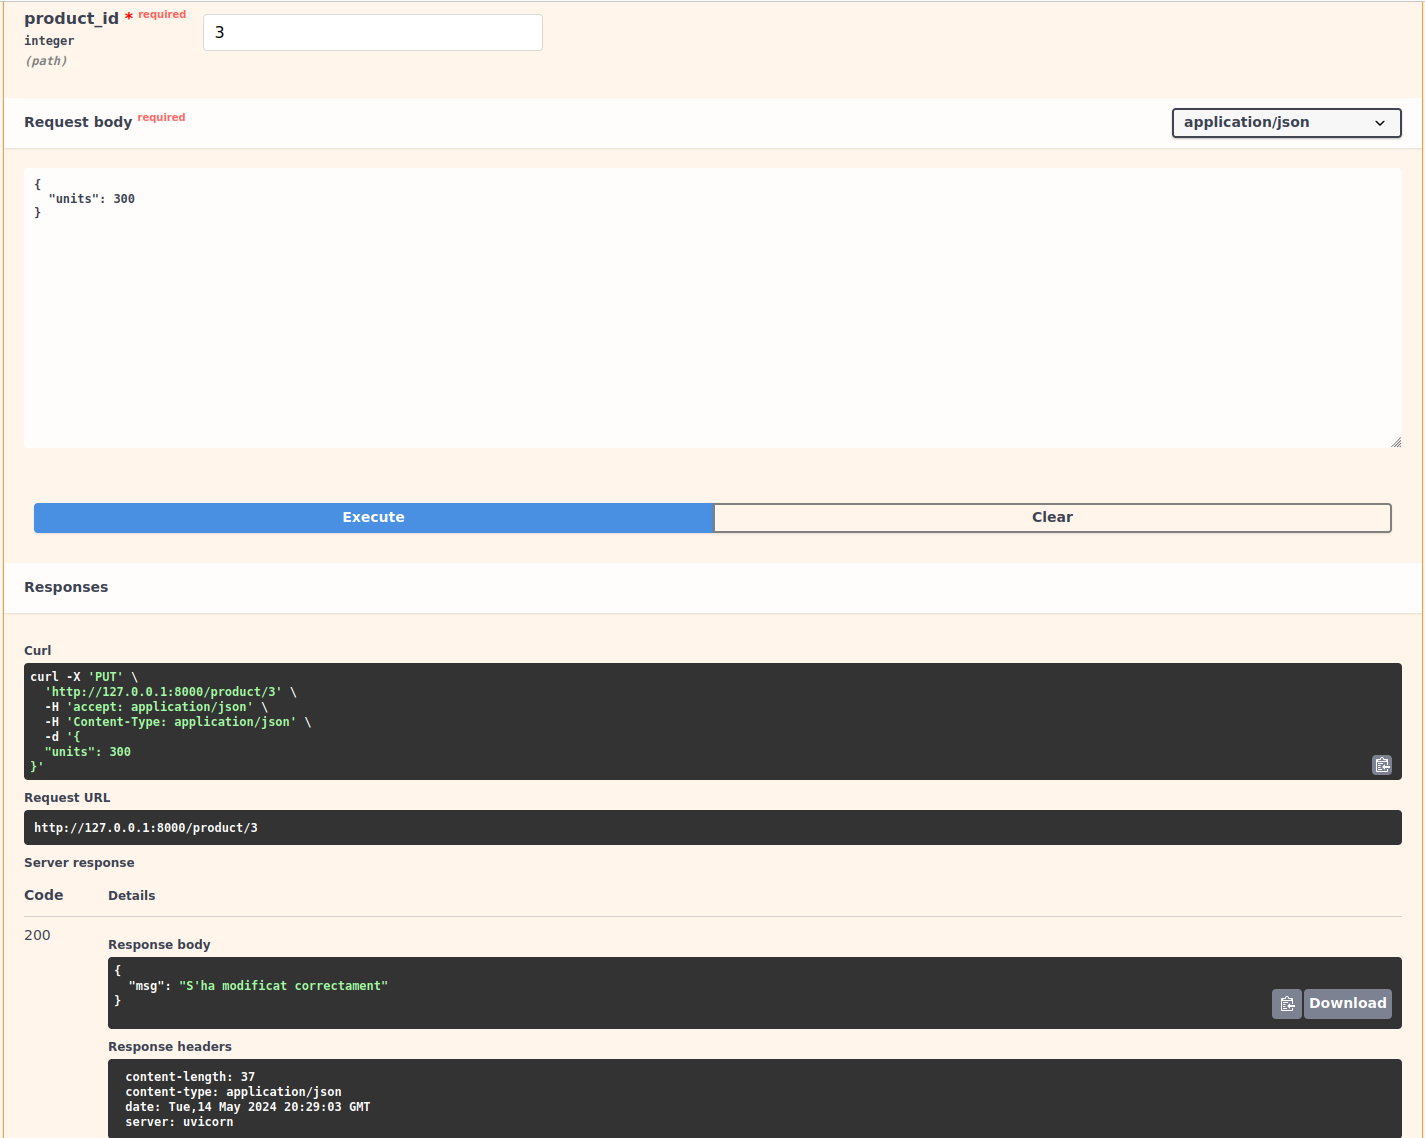 product_id * required
integer
(path)
3
Request body required
application/json
{
  "units": 300
}
Execute
Clear
Responses
Curl
curl -X 'PUT' \
  'http://127.0.0.1:8000/product/3' \
  -H 'accept: application/json' \
  -H 'Content-Type: application/json' \
  -d '{
  "units": 300
}'
Request URL
http://127.0.0.1:8000/product/3
Server response
Code Details
200
Response body
{
  "msg": "S'ha modificat correctament"
}
Download
Response headers
content-length: 37
content-type: application/json
date: Tue,14 May 2024 20:29:03 GMT
server: uvicorn